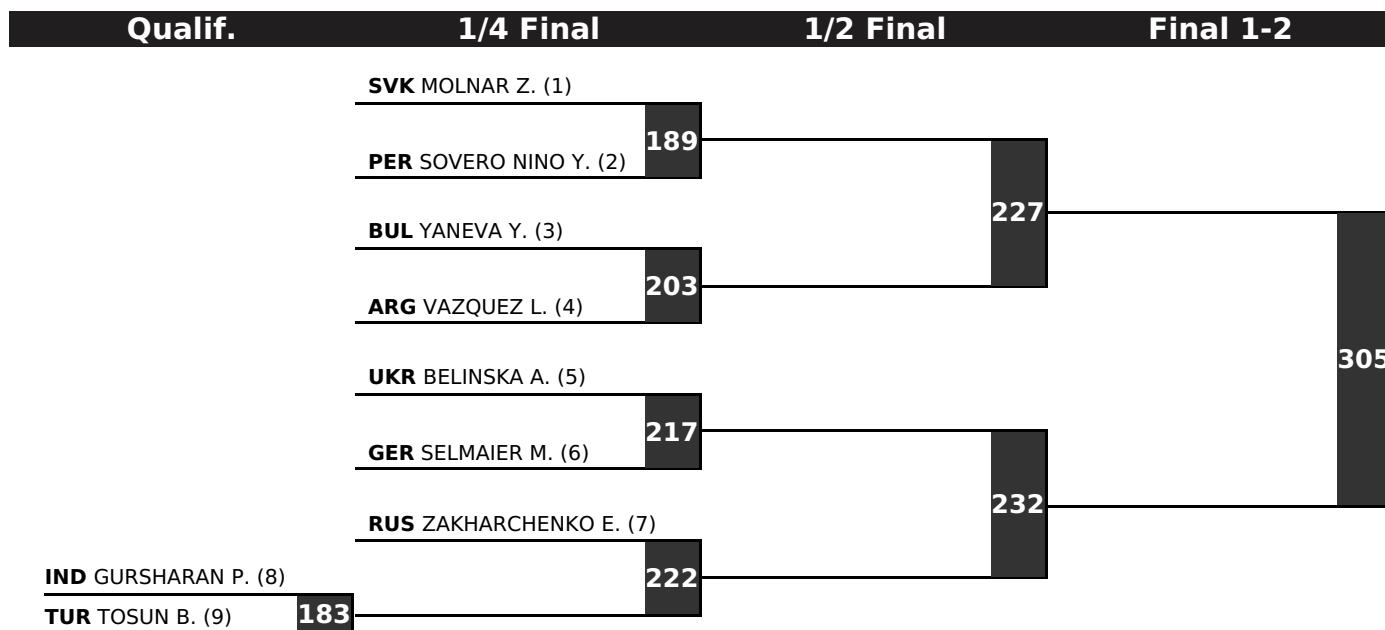 Qualif. 1/4 Final 1/2 Final Final 1-2
SVK MOLNAR Z. (1)
189
PER SOVERO NINO Y. (2)
227
BUL YANEVA Y. (3)
203
ARG VAZQUEZ L. (4)
305
UKR BELINSKA A. (5)
217
GER SELMAIER M. (6)
232
RUS ZAKHARCHENKO E. (7)
IND GURSHARAN P. (8)
222
TUR TOSUN B. (9)
183